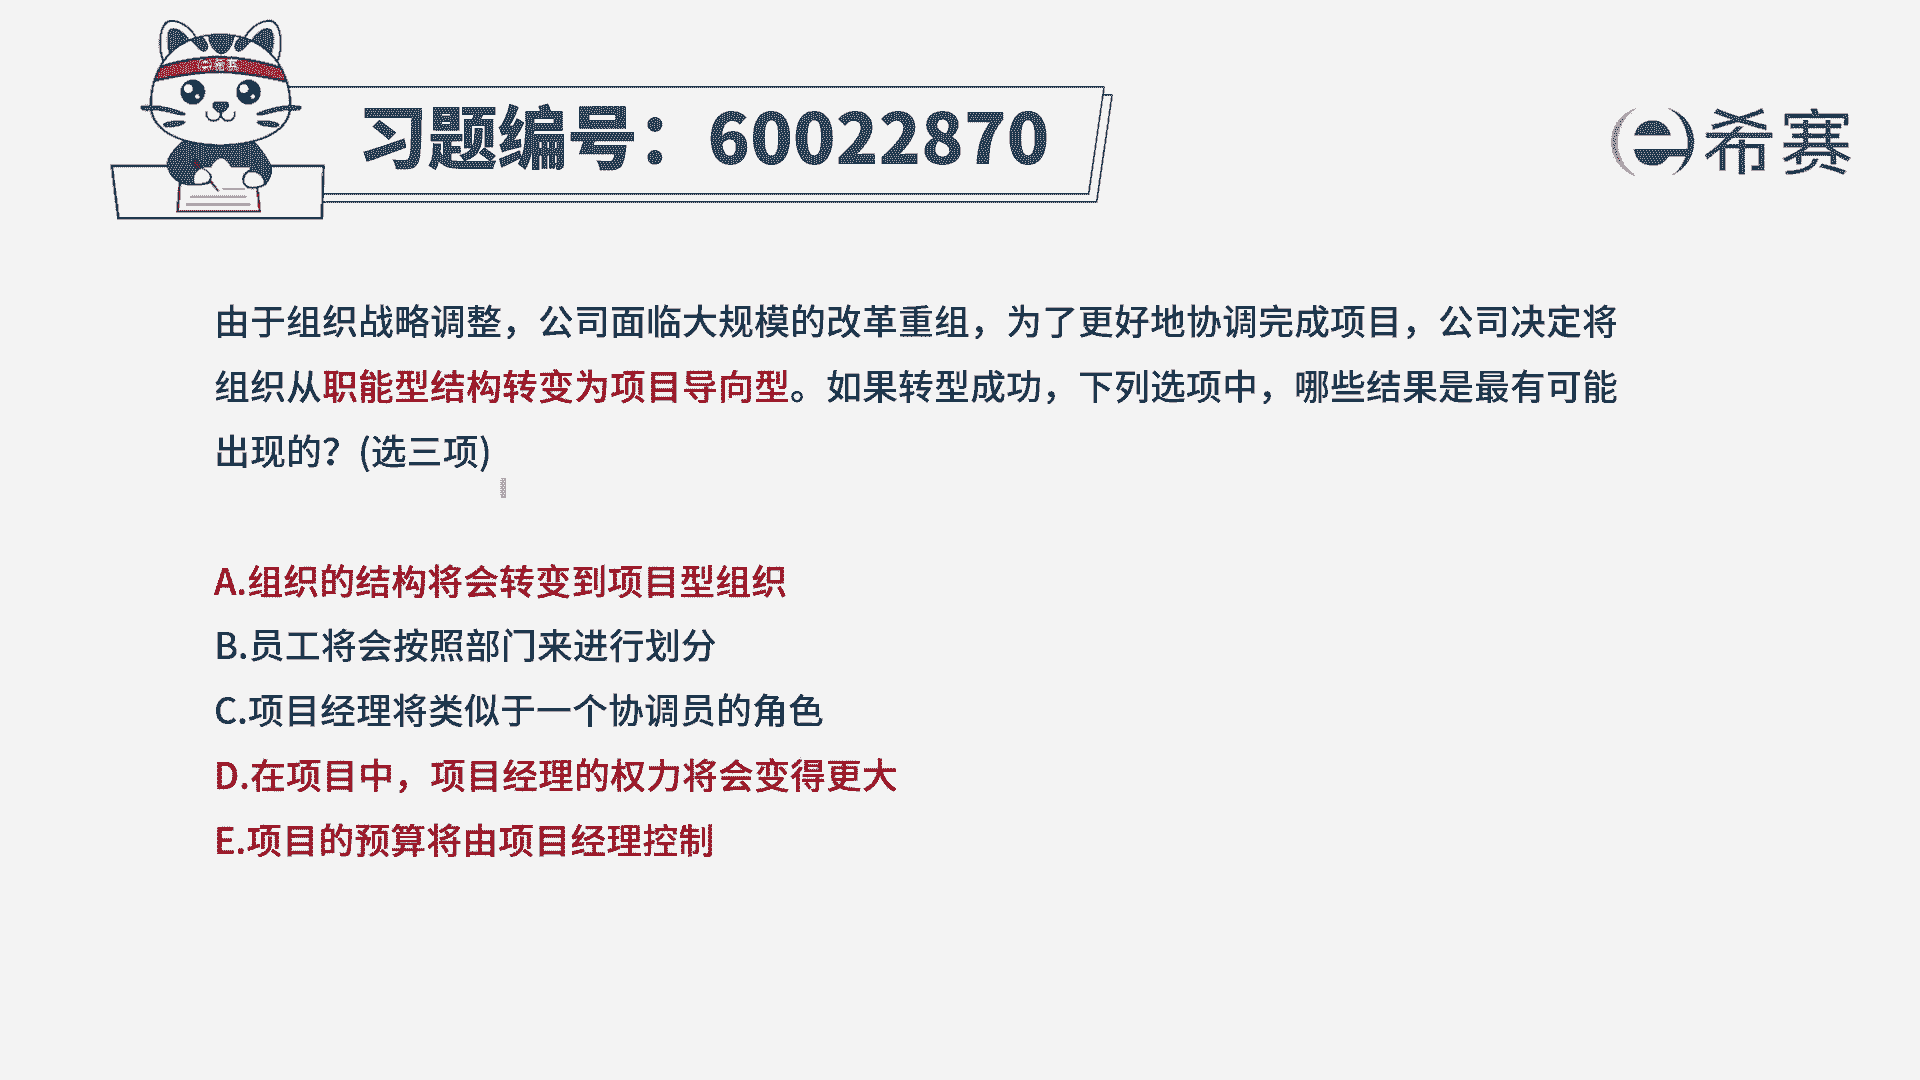 习题编号：60022870
希赛
由于组织战略调整，公司面临大规模的改革重组，为了更好地协调完成项目，公司决定将
组织从职能型结构转变为项目导向型。如果转型成功，下列选项中，哪些结果是最有可能
出现的？(选三项)
A.组织的结构将会转变到项目型组织
B.员工将会按照部门来进行划分
C.项目经理将类似于一个协调员的角色
D.在项目中，项目经理的权力将会变得更大
E.项目的预算将由项目经理控制